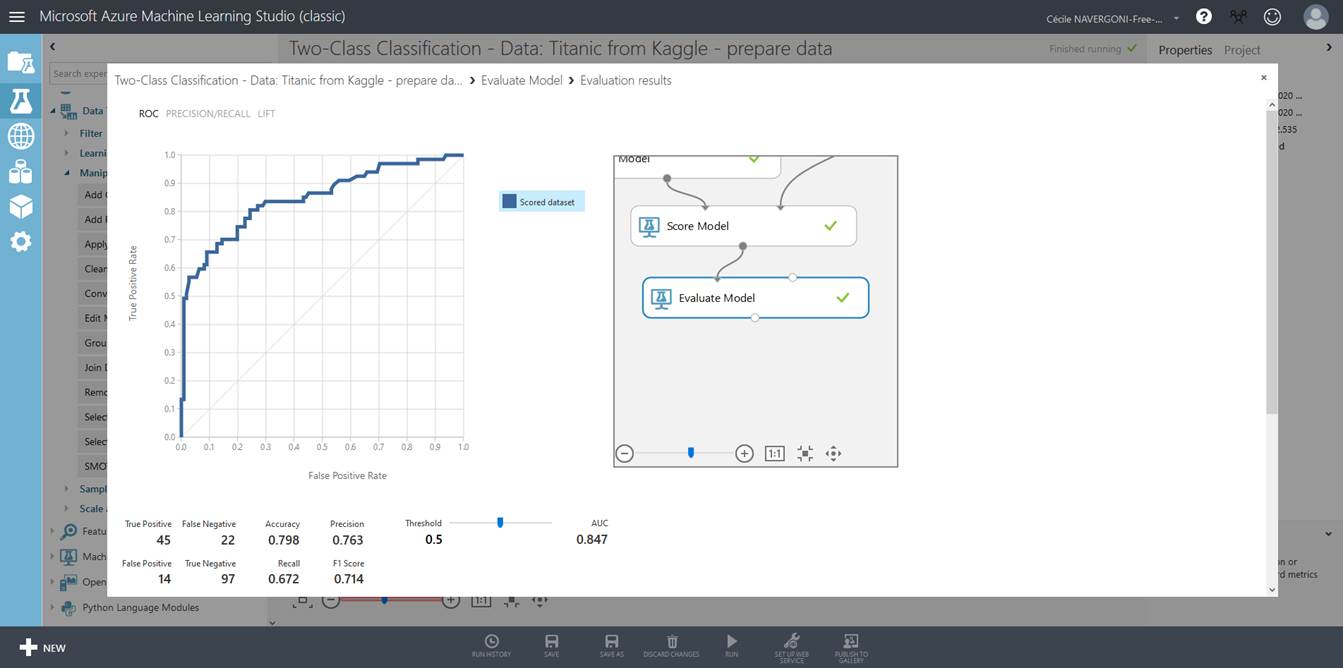 Microsoft Azure Machine Learning Studio (classic)
Cécile NAVERGONI-Free-...
Two-Class Classification - Data: Titanic from Kaggle - prepare data
Finished running
Properties Project
Search exper
Two-Class Classification - Data: Titanic from Kaggle - prepare da... Evaluate Model Evaluation results
ROC PRECISION/RECALL LIFT
Data
Filter
Learni
Manip
Add
Add
Apply
Clean
Conv
Edit
Grou
Join
Remo
Selec
Selec
SMO
Sampl
Scale
Featu
Mach
Open
Python Language Modules
020 ...
020 ...
2.535
d
1.0
0.9
0.8
0.7
0.6
0.5
0.4
0.3
0.2
0.1
0.0
True Positive Rate
0.0 0.1 0.2 0.3 0.4 0.5 0.6 0.7 0.8 0.9 1.0
False Positive Rate
Scored dataset
Model
Score Model
Evaluate Model
1:1
True Positive False Negative Accuracy Precision Threshold AUC
45 22 0.798 0.763 0.5 0.847
False Positive True Negative Recall F1 Score
14 97 0.672 0.714
on or
rd metrics
1:1
NEW
RUN HISTORY
SAVE
SAVE AS
DISCARD CHANGES
RUN
SET UP WEB
SERVICE
PUBLISH TO
GALLERY